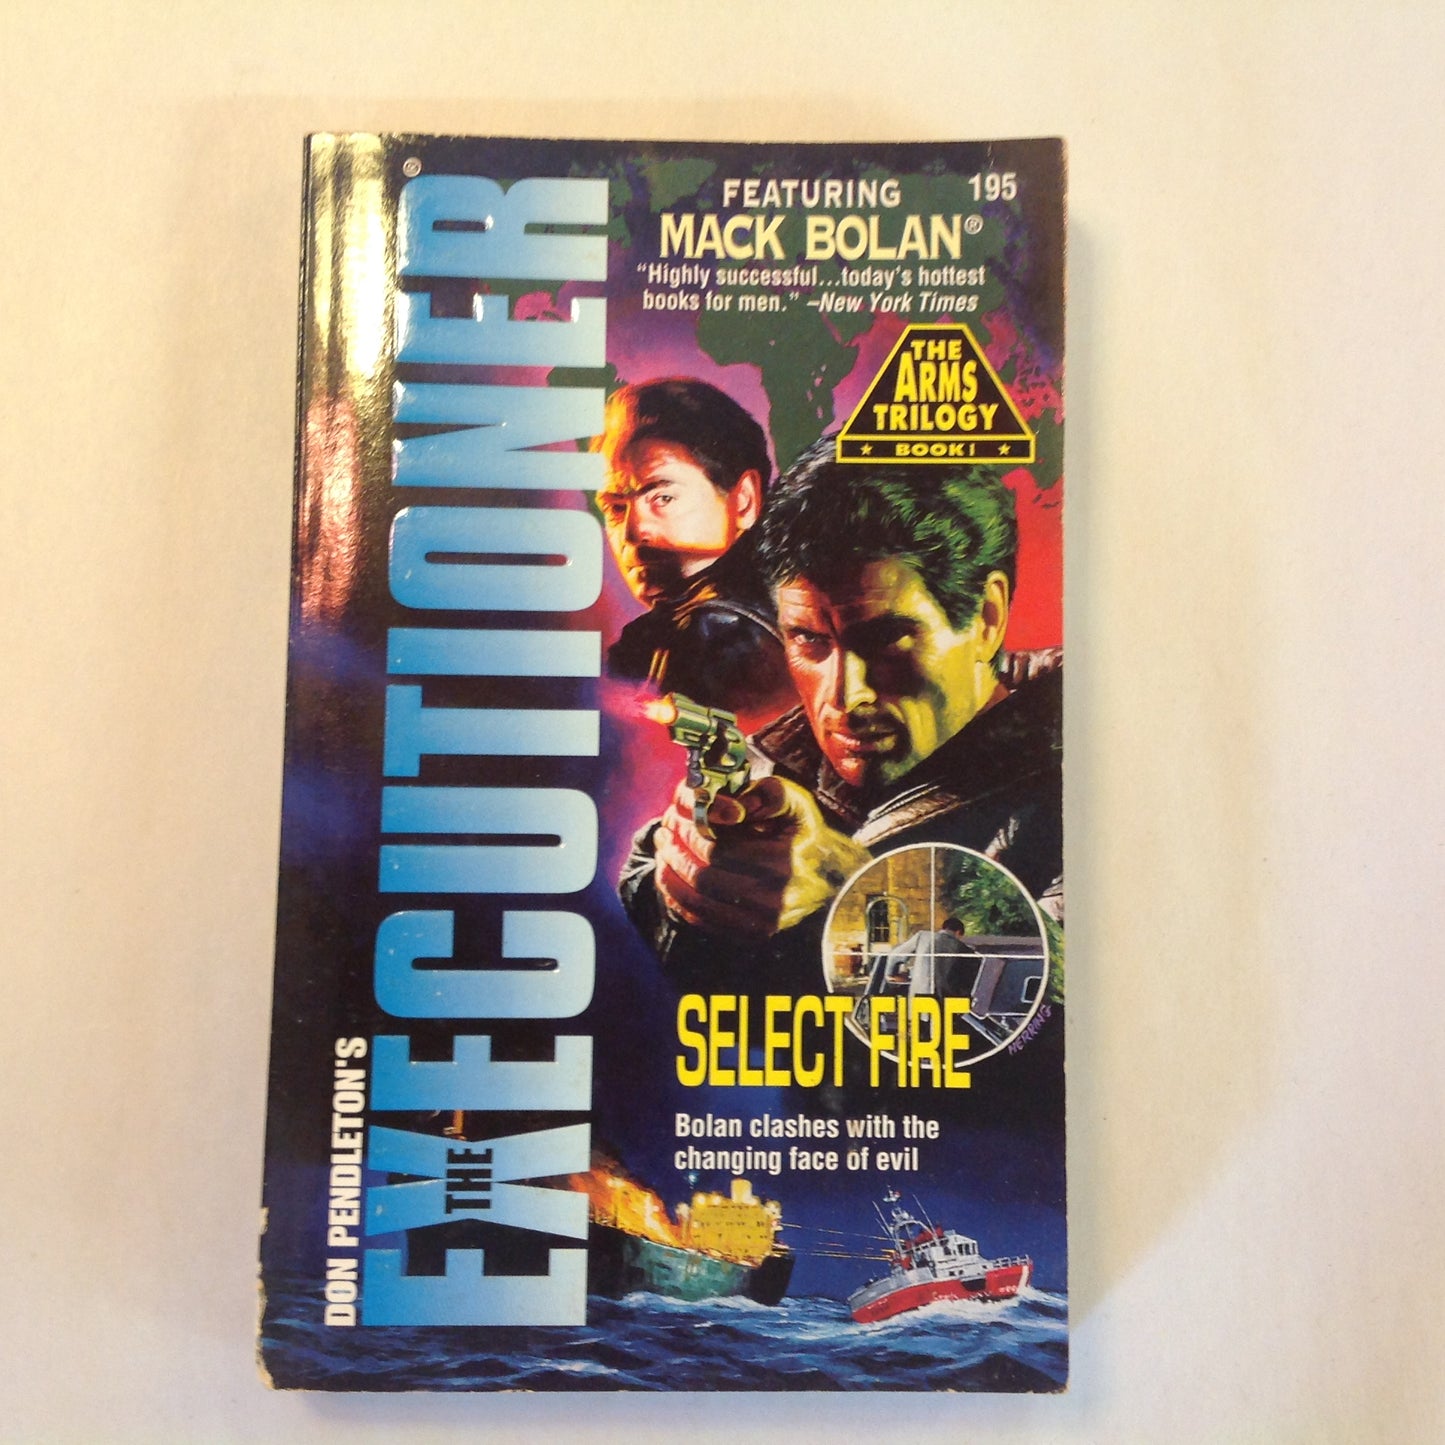 DON PENDLETON'S
THE
EXECUTIONER®
FEATURING
MACK BOLAN®
195
"Highly successful...today's hottest
books for men." –New York Times
THE
ARMS
TRILOGY
★ BOOK I ★
SELECT FIRE
HERRING
Bolan clashes with the
changing face of evil